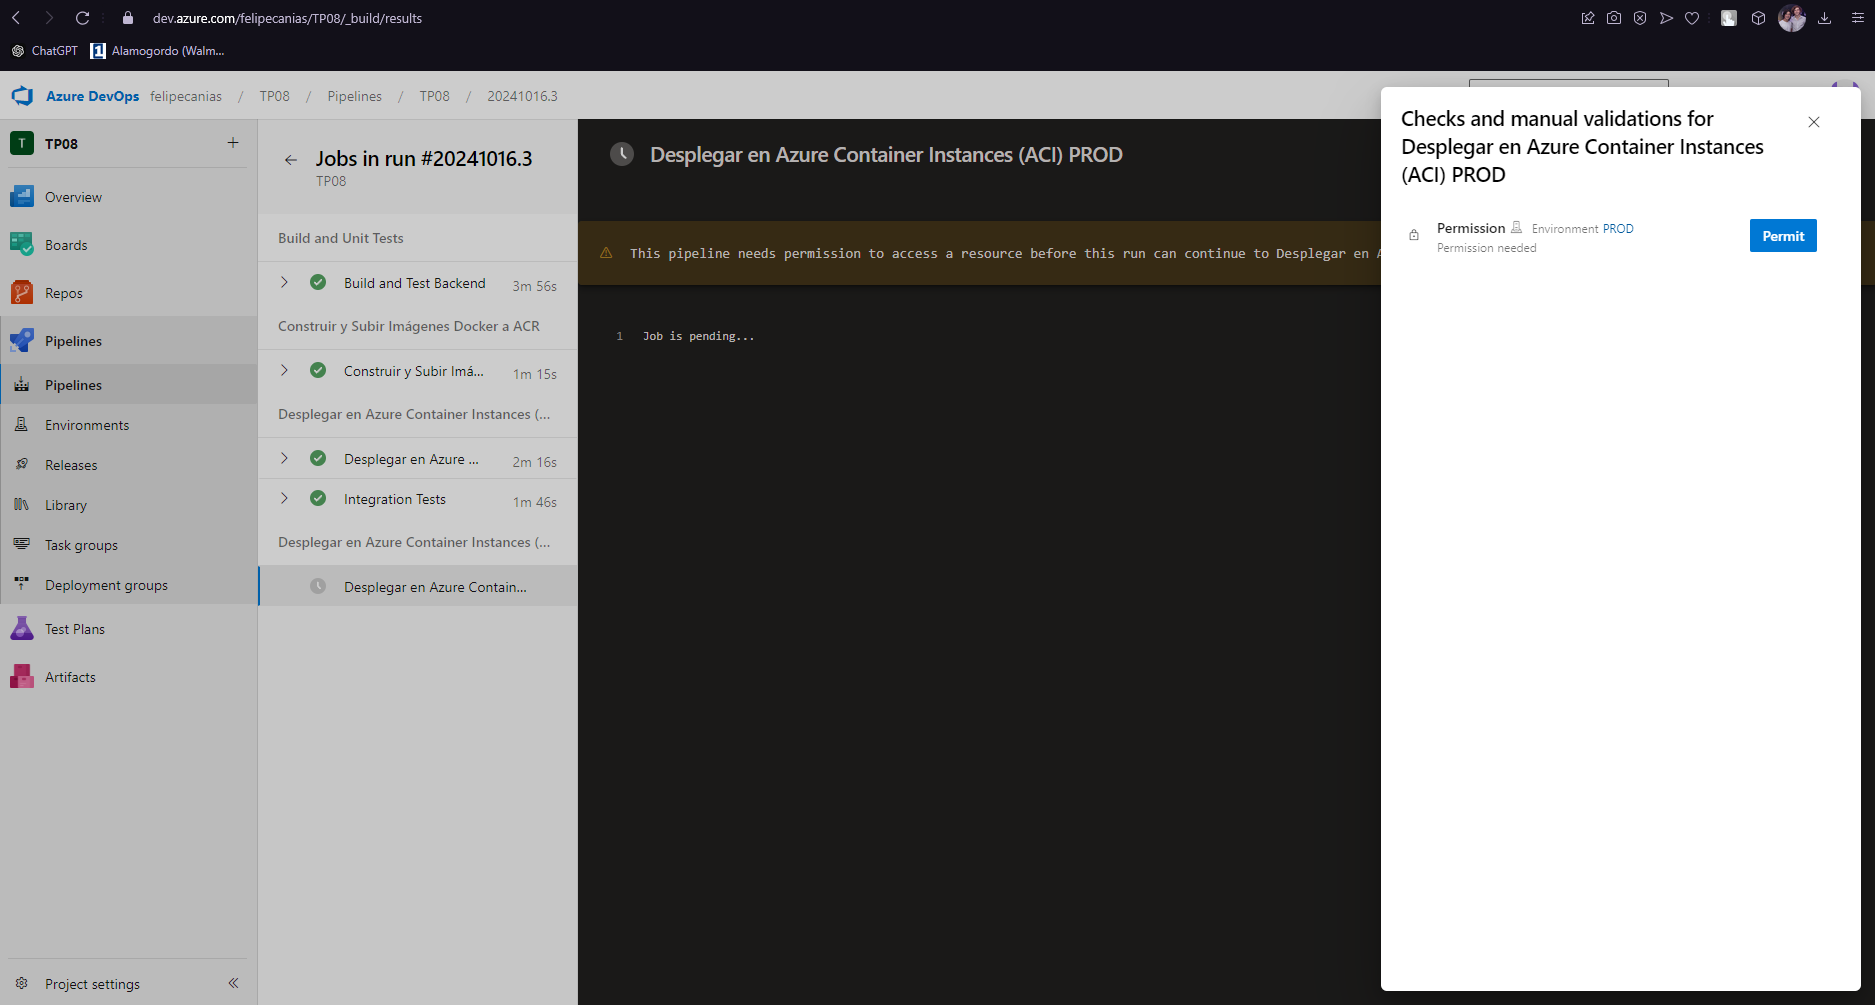 dev.azure.com/felipecanias/TP08/_build/results
ChatGPT
Alamogordo (Walm...
Azure DevOps felipecanias / TP08 / Pipelines / TP08 / 20241016.3
T TP08
Overview
Boards
Repos
Pipelines
Pipelines
Environments
Releases
Library
Task groups
Deployment groups
Test Plans
Artifacts
Project settings
Jobs in run #20241016.3
TP08
Build and Unit Tests
Build and Test Backend 3m 56s
Construir y Subir Imágenes Docker a ACR
Construir y Subir Imá... 1m 15s
Desplegar en Azure Container Instances (...
Desplegar en Azure ... 2m 16s
Integration Tests 1m 46s
Desplegar en Azure Container Instances (...
Desplegar en Azure Contain...
Desplegar en Azure Container Instances (ACI) PROD
This pipeline needs permission to access a resource before this run can continue to Desplegar en A
1 Job is pending...
Checks and manual validations for
Desplegar en Azure Container Instances
(ACI) PROD
Permission Environment PROD
Permission needed
Permit